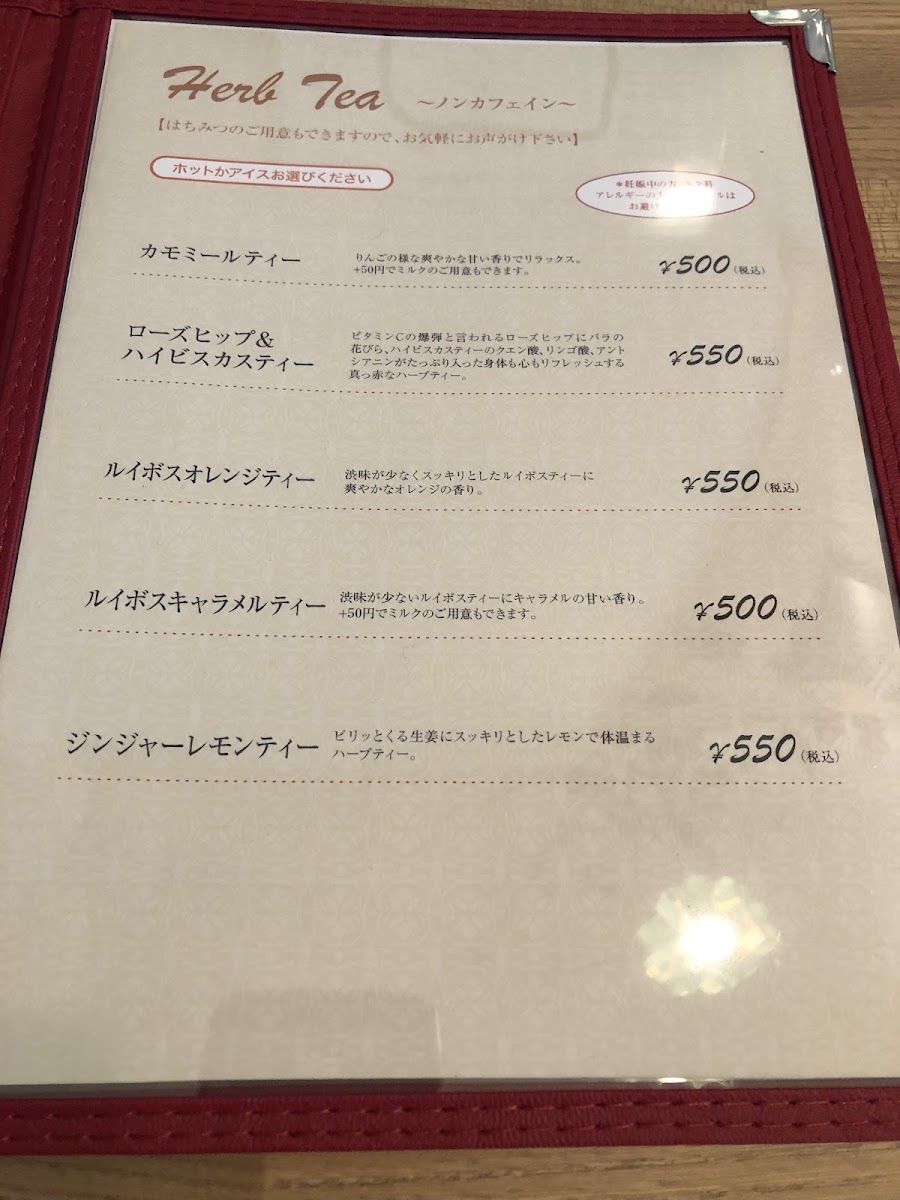 Herb Tea ～ノンカフェイン～
【はちみつのご用意もできますので、お気軽にお声がけ下さい】
ホットかアイスお選びください
＊妊娠中の方
アレルギーの方
お避け
カモミールティー
りんごの様な爽やかな甘い香りでリラックス。
+50円でミルクのご用意もできます。
¥500(税込)
ローズヒップ&
ハイビスカスティー
ビタミンCの爆弾と言われるローズヒップにバラの
花びら、ハイビスカスティーのクエン酸、リンゴ酸、アント
シアニンがたっぷり入った身体も心もリフレッシュする
真っ赤なハーブティー。
¥550(税込)
ルイボスオレンジティー
渋味が少なくスッキリとしたルイボスティーに
爽やかなオレンジの香り。
¥550(税込)
ルイボスキャラメルティー
渋味が少ないルイボスティーにキャラメルの甘い香り。
+50円でミルクのご用意もできます。
¥500(税込)
ジンジャーレモンティー
ピリッとくる生姜にスッキリとしたレモンで体温まる
ハーブティー。
¥550(税込)